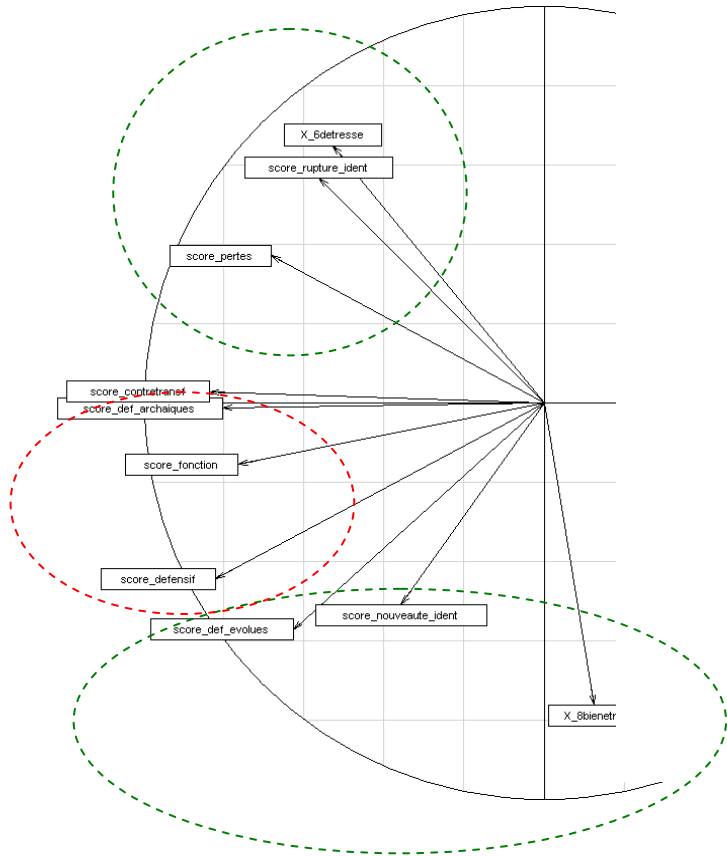 X_6detresse
score_rupture_ident
score_pertes
score_contretransf
score_def_archaiques
score_fonction
score_defensif
score_nouveaute_ident
score_def_evolues
X_8bienetr